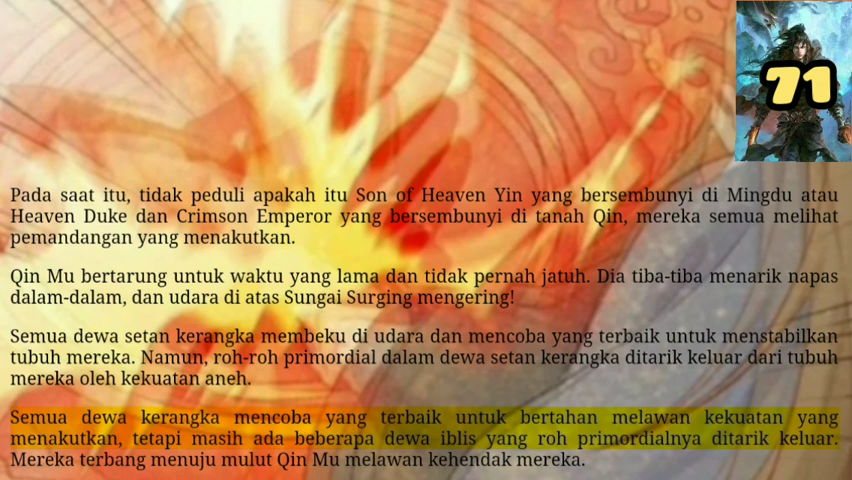 71
Pada saat itu, tidak peduli apakah itu Son of Heaven Yin yang bersembunyi di Mingdu atau
Heaven Duke dan Crimson Emperor yang bersembunyi di tanah Qin, mereka semua melihat
pemandangan yang menakutkan.
Qin Mu bertarung untuk waktu yang lama dan tidak pernah jatuh. Dia tiba-tiba menarik napas
dalam-dalam, dan udara di atas Sungai Surging mengering!
Semua dewa setan kerangka membeku di udara dan mencoba yang terbaik untuk menstabilkan
tubuh mereka. Namun, roh-roh primordial dalam dewa setan kerangka ditarik keluar dari tubuh
mereka oleh kekuatan aneh.
Semua dewa kerangka mencoba yang terbaik untuk bertahan melawan kekuatan yang
menakutkan, tetapi masih ada beberapa dewa iblis yang roh primordialnya ditarik keluar.
Mereka terbang menuju mulut Qin Mu melawan kehendak mereka.